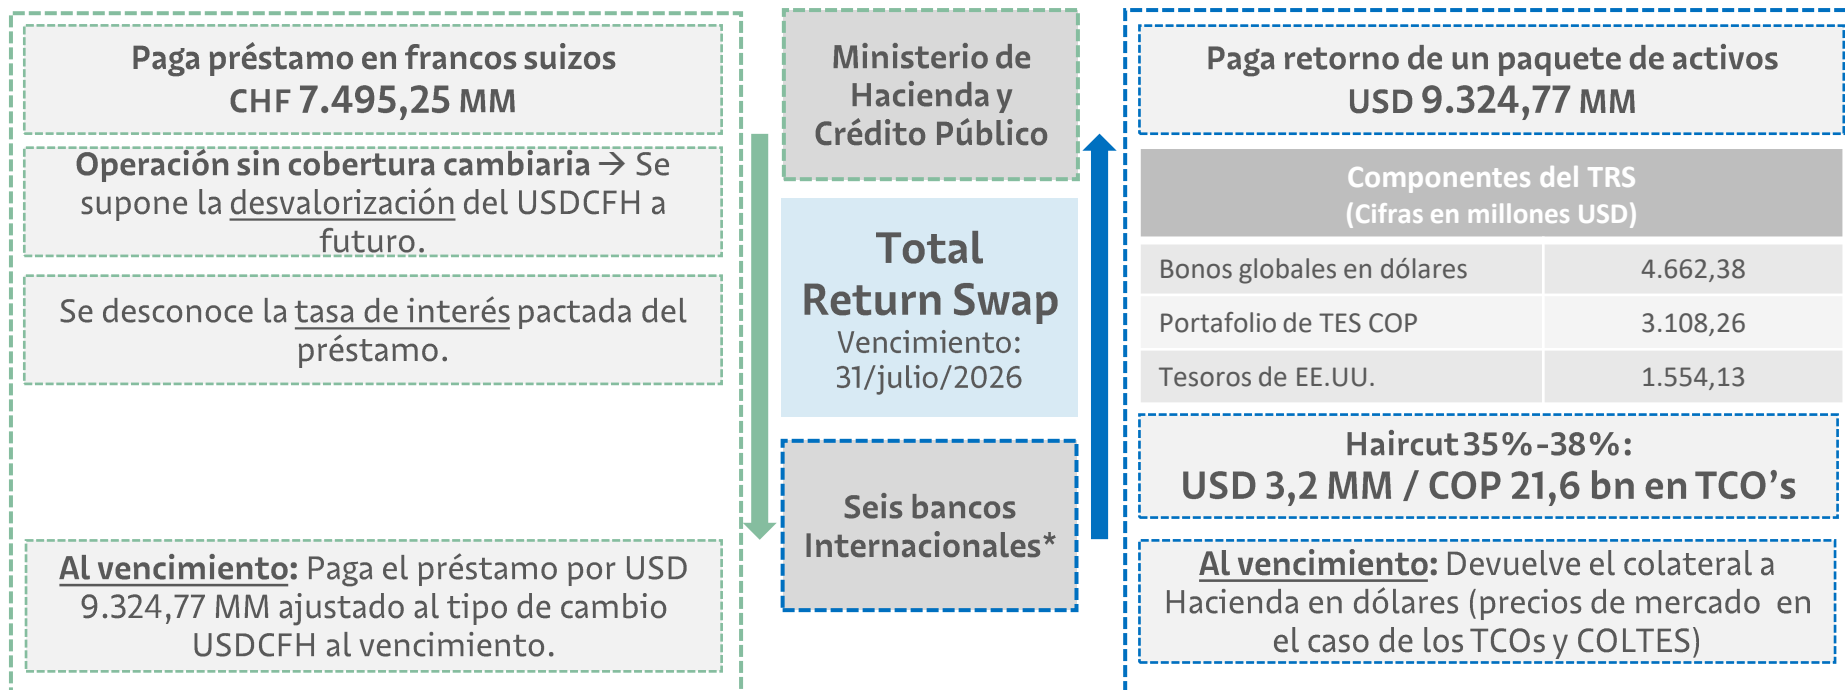 Paga préstamo en francos suizos
CHF 7.495,25 MM
Operación sin cobertura cambiaria → Se
supone la desvalorización del USDCFH a
futuro.
Se desconoce la tasa de interés pactada del
préstamo.
Al vencimiento: Paga el préstamo por USD
9.324,77 MM ajustado al tipo de cambio
USDCFH al vencimiento.
Ministerio de
Hacienda y
Crédito Público
Total
Return Swap
Vencimiento:
31/julio/2026
Seis bancos
Internacionales*
Paga retorno de un paquete de activos
USD 9.324,77 MM
Componentes del TRS
(Cifras en millones USD)
Bonos globales en dólares 4.662,38
Portafolio de TES COP 3.108,26
Tesoros de EE.UU. 1.554,13
Haircut 35%-38%:
USD 3,2 MM / COP 21,6 bn en TCO's
Al vencimiento: Devuelve el colateral a
Hacienda en dólares (precios de mercado en
el caso de los TCOs y COLTES)